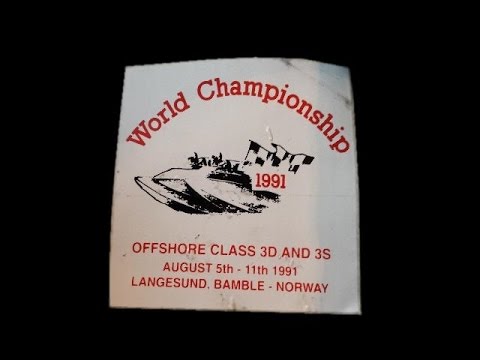 World Championship
1991
OFFSHORE CLASS 3D AND 3S
AUGUST 5th - 11th 1991
LANGESUND. BAMBLE - NORWAY